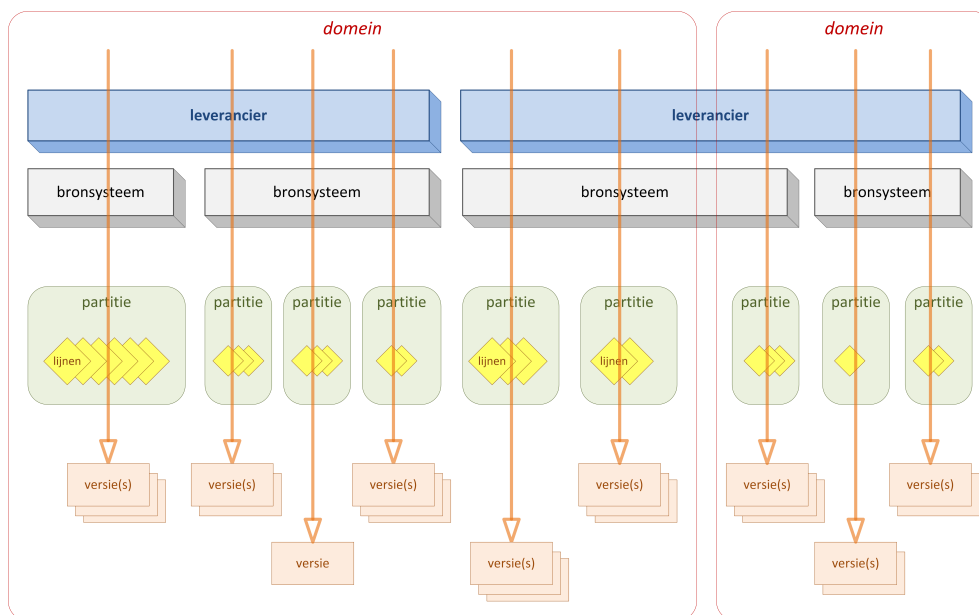 domein
domein
leverancier
leverancier
bronsysteem
bronsysteem
bronsysteem
bronsysteem
partitie
partitie
partitie
partitie
partitie
partitie
partitie
partitie
partitie
lijnen
lijnen
lijnen
versie(s)
versie(s)
versie(s)
versie(s)
versie(s)
versie(s)
versie
versie(s)
versie(s)